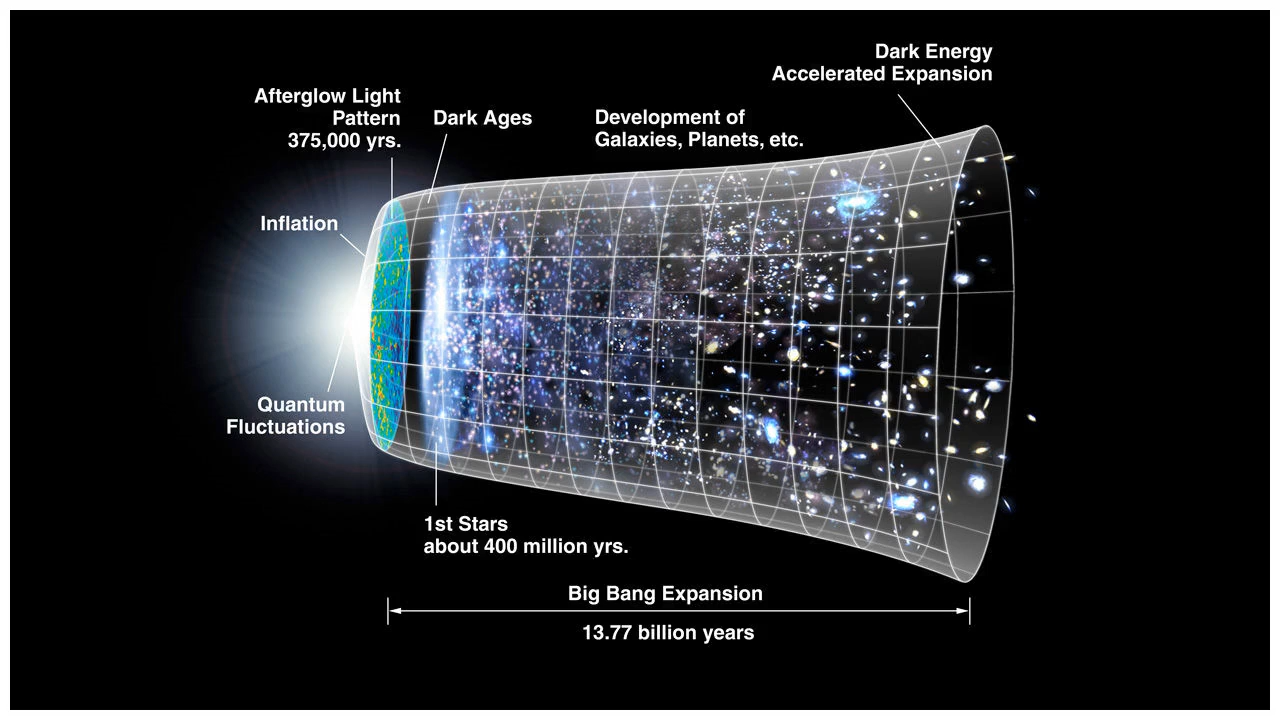 Dark Energy
Accelerated Expansion
Afterglow Light
Pattern
375,000 yrs.
Dark Ages
Development of
Galaxies, Planets, etc.
Inflation
Quantum
Fluctuations
1st Stars
about 400 million yrs.
Big Bang Expansion
13.77 billion years